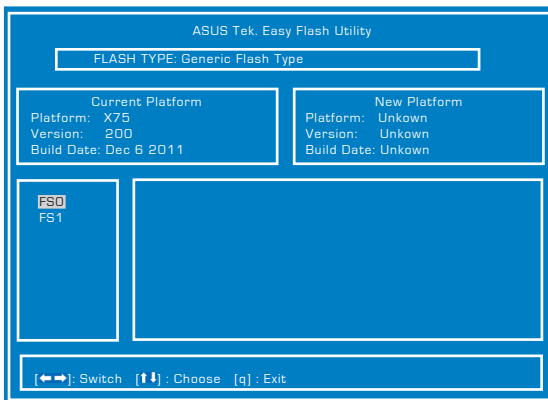 ASUS Tek. Easy Flash Utility
FLASH TYPE: Generic Flash Type
Current Platform
Platform: X75
Version: 200
Build Date: Dec 6 2011
New Platform
Platform: Unkown
Version: Unkown
Build Date: Unkown
FS0
FS1
[←→]: Switch [↑↓] : Choose [q] : Exit